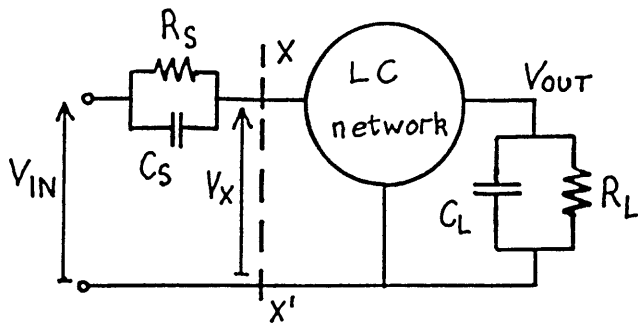 R_S
X
LC
network
V_OUT
V_IN
C_S
V_X
C_L
R_L
X'